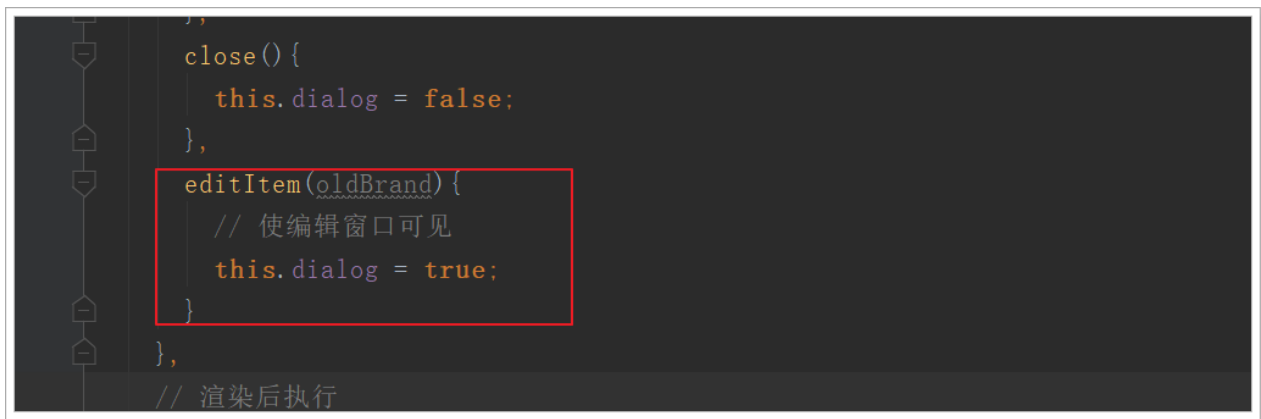 },
close(){
this.dialog = false;
},
editItem(oldBrand){
// 使编辑窗口可见
this.dialog = true;
}
},
// 渲染后执行